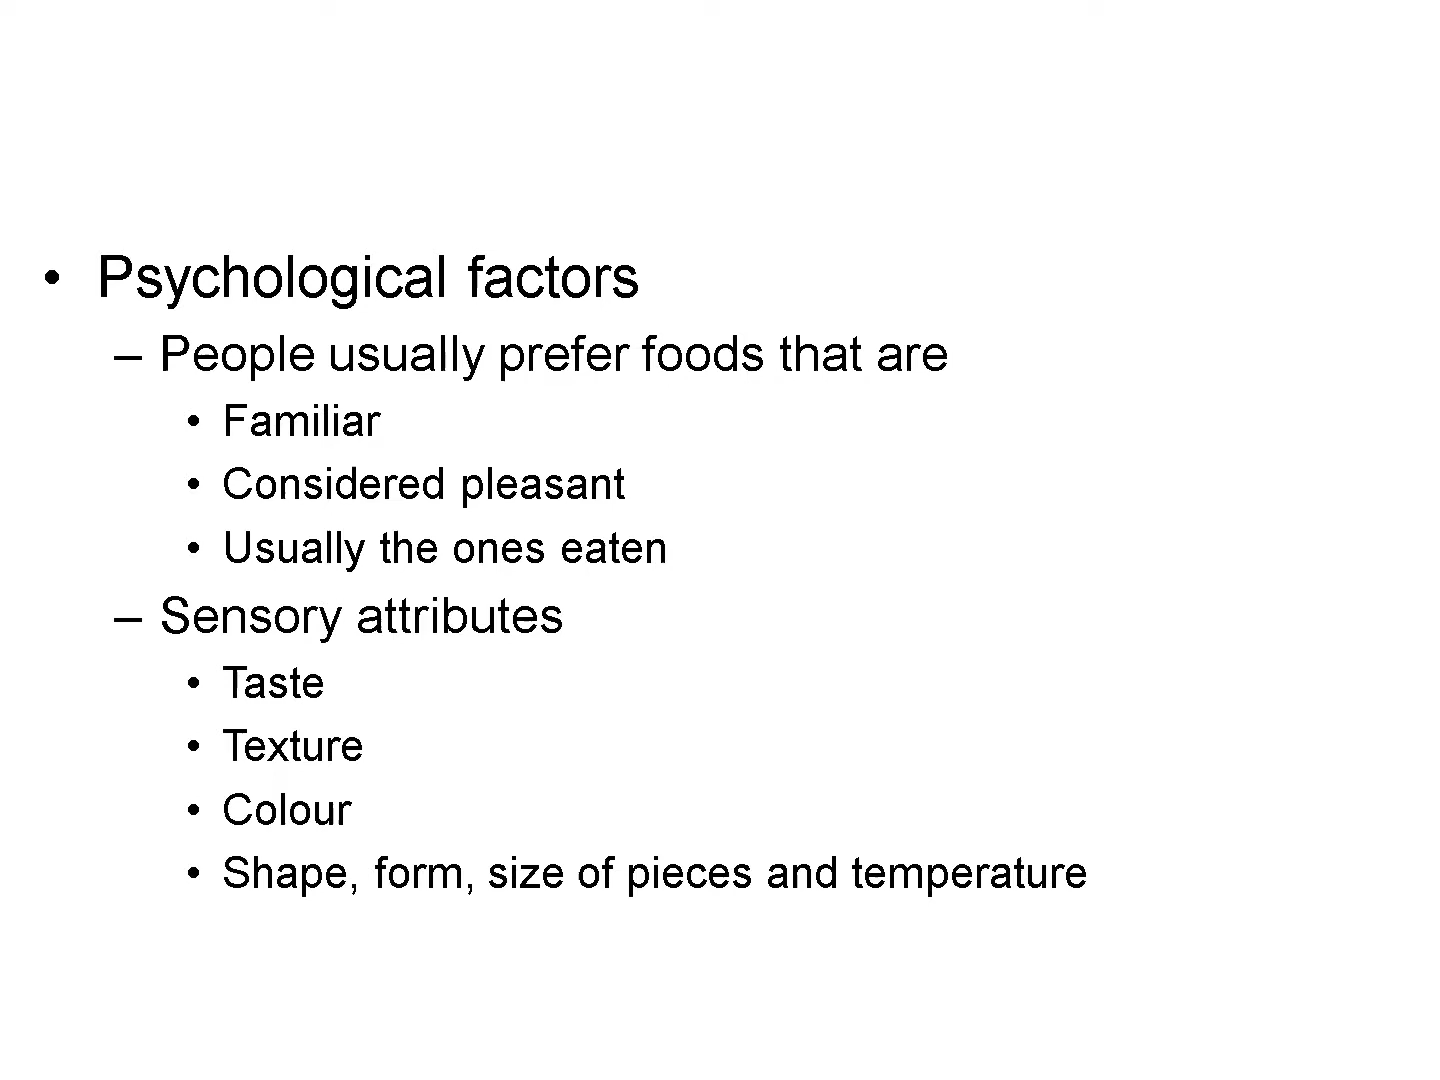 • Psychological factors
– People usually prefer foods that are
• Familiar
• Considered pleasant
• Usually the ones eaten
– Sensory attributes
• Taste
• Texture
• Colour
• Shape, form, size of pieces and temperature